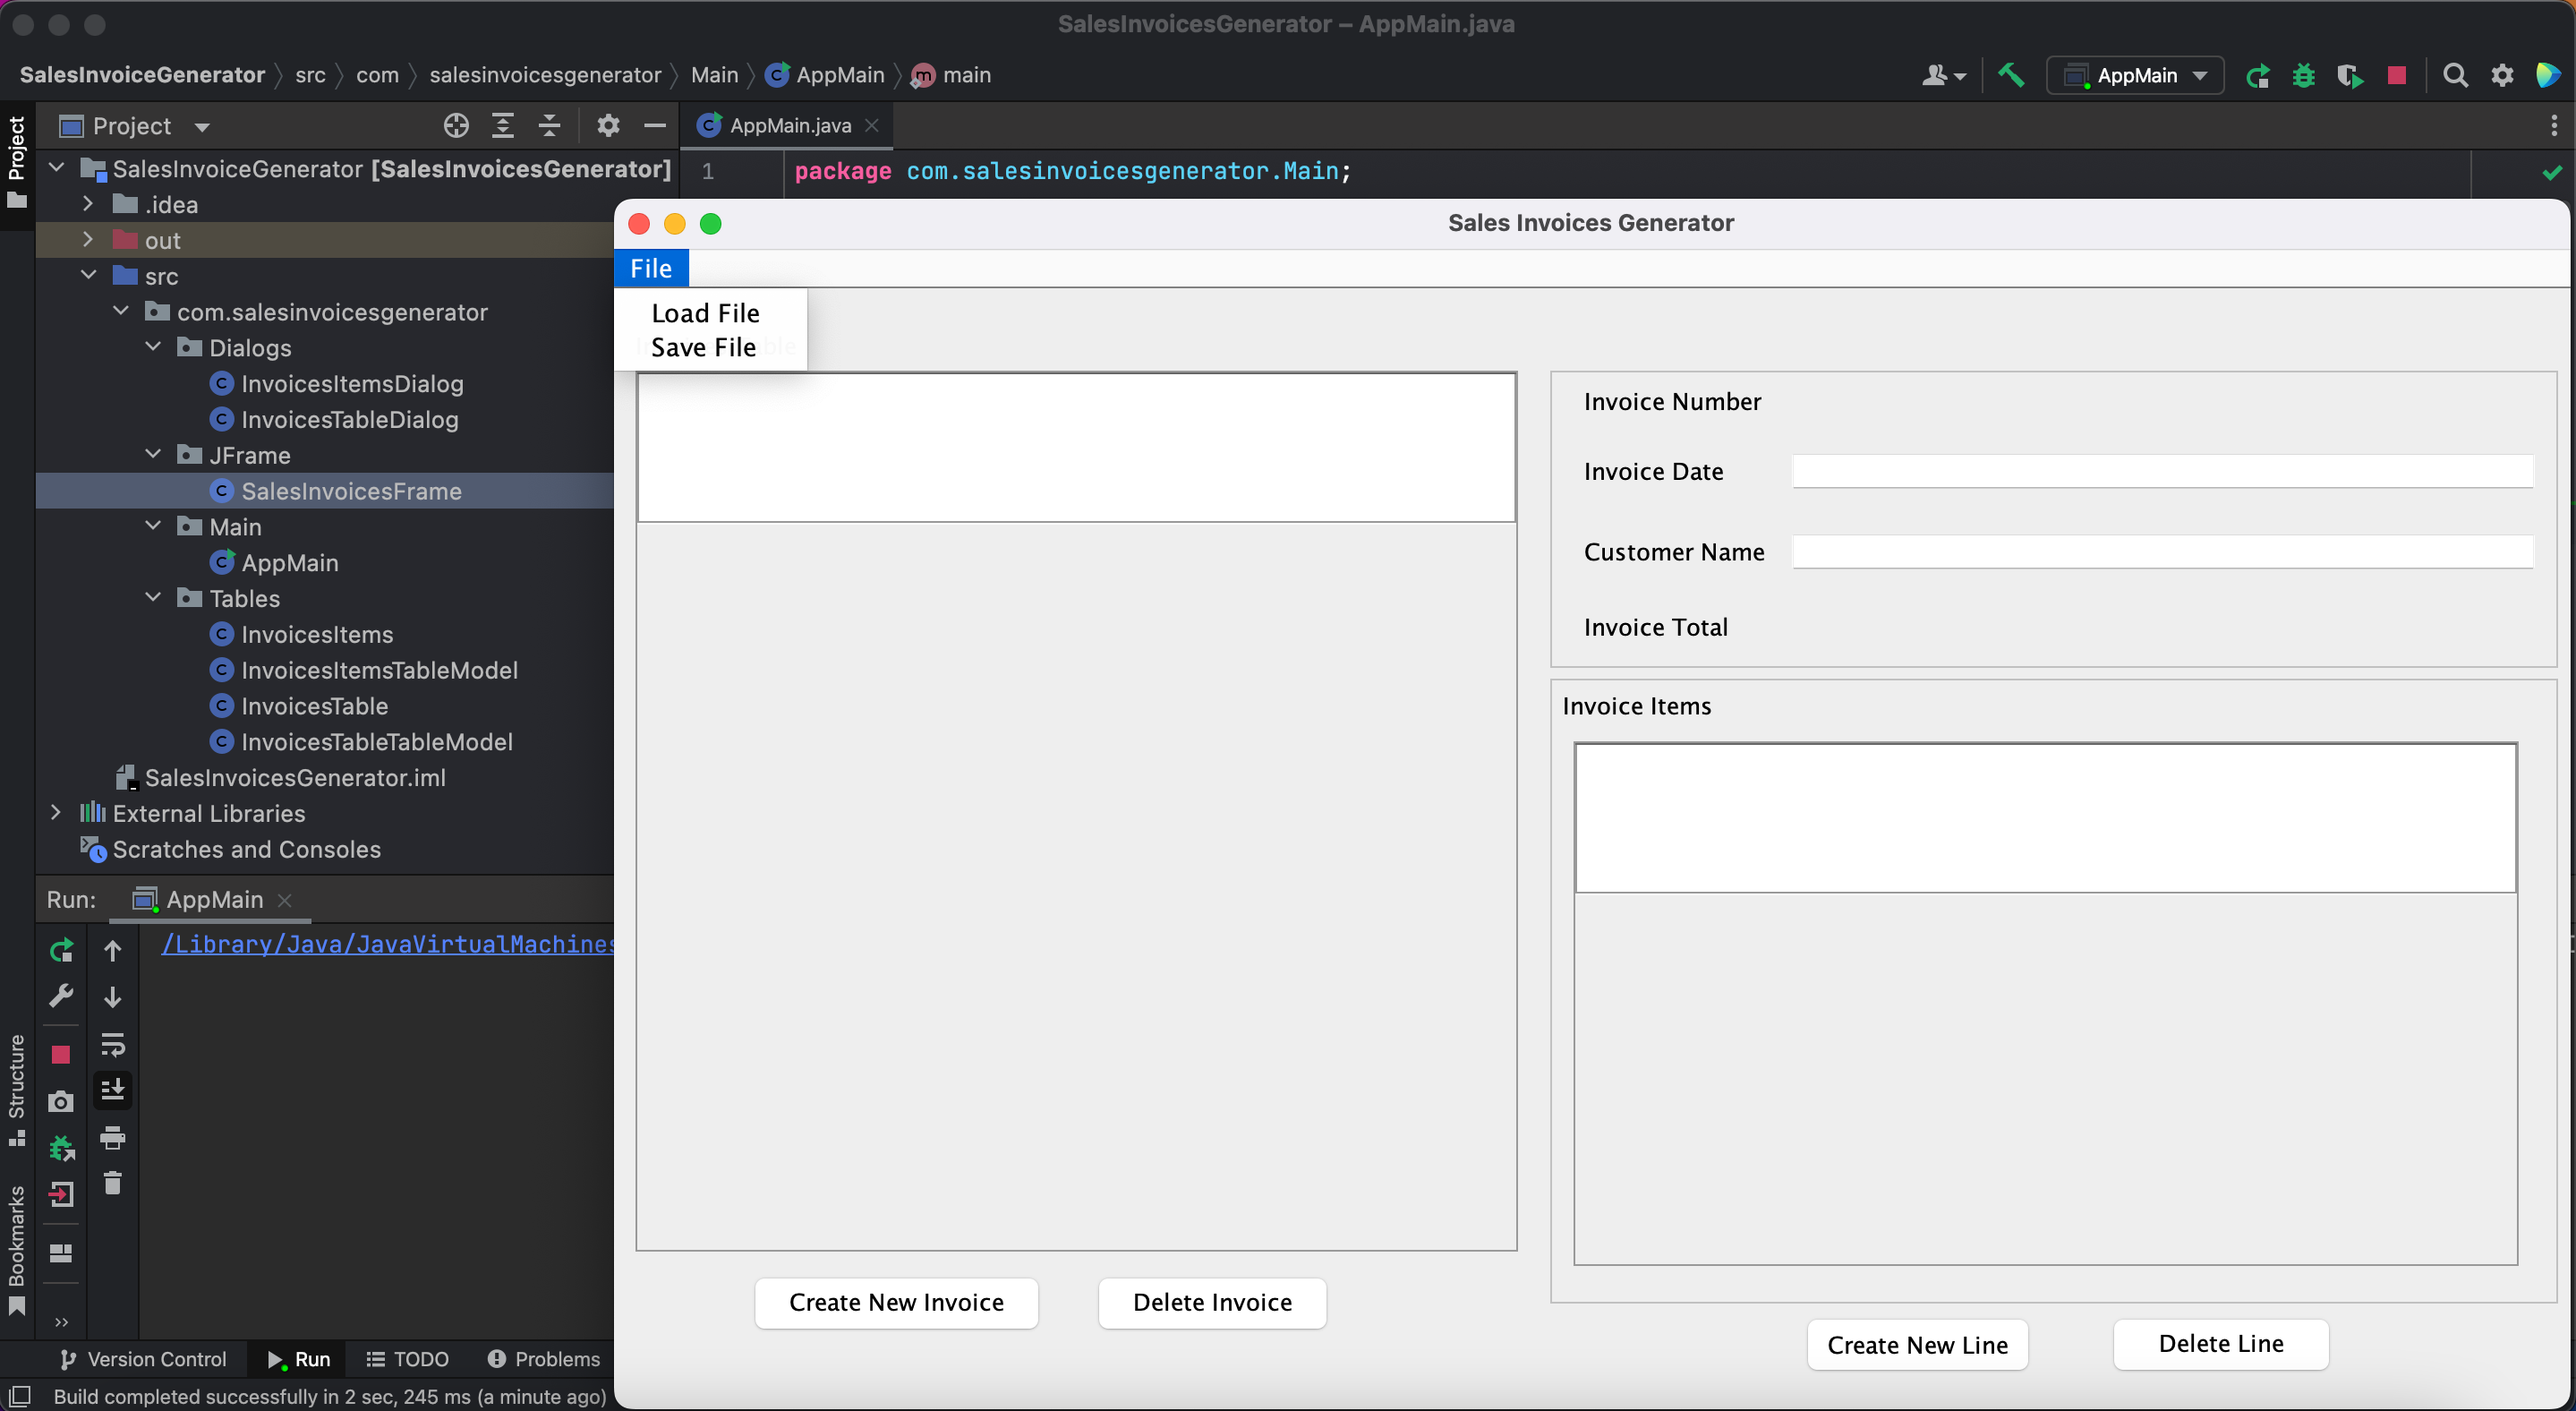 SalesInvoicesGenerator – AppMain.java
SalesInvoiceGenerator
src
com
salesinvoicesgenerator
Main
AppMain
main
AppMain
Project
Project
AppMain.java
SalesInvoiceGenerator [SalesInvoicesGenerator]
.idea
out
src
com.salesinvoicesgenerator
Dialogs
InvoicesItemsDialog
InvoicesTableDialog
JFrame
SalesInvoicesFrame
Main
AppMain
Tables
InvoicesItems
InvoicesItemsTableModel
InvoicesTable
InvoicesTableTableModel
SalesInvoicesGenerator.iml
External Libraries
Scratches and Consoles
1 package com.salesinvoicesgenerator.Main;
Sales Invoices Generator
File
Load File
Save File
Invoice Number
Invoice Date
Customer Name
Invoice Total
Invoice Items
Create New Invoice
Delete Invoice
Create New Line
Delete Line
Run:
AppMain
/Library/Java/JavaVirtualMachines
Structure
Bookmarks
Version Control
Run
TODO
Problems
Build completed successfully in 2 sec, 245 ms (a minute ago)